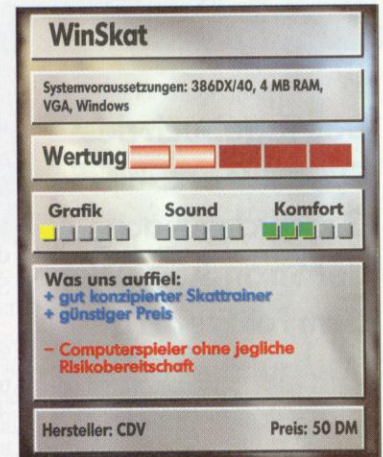 WinSkat
Systemvoraussetzungen: 386DX/40, 4 MB RAM,
VGA, Windows
Wertung
Grafik Sound Komfort
Was uns auffiel:
+ gut konzipierter Skattrainer
+ günstiger Preis
– Computerspieler ohne jegliche
Risikobereitschaft
Hersteller: CDV Preis: 50 DM